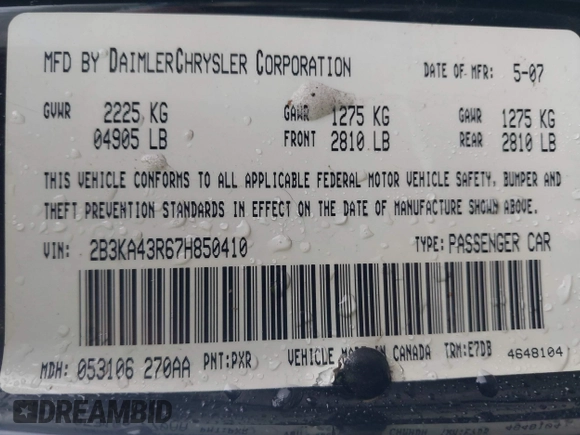 MFD BY DAIMLERCHRYSLER CORPORATION
DATE OF MFR: 5-07
GVWR 2225 KG GAWR 1275 KG GAWR 1275 KG
04905 LB FRONT 2810 LB REAR 2810 LB
THIS VEHICLE CONFORMS TO ALL APPLICABLE FEDERAL MOTOR VEHICLE SAFETY, BUMPER AND
THEFT PREVENTION STANDARDS IN EFFECT ON THE DATE OF MANUFACTURE SHOWN ABOVE.
VIN: 2B3KA43R67H850410 TYPE: PASSENGER CAR
MDH: 053106 270AA PNT: PXR VEHICLE MADE IN CANADA TRM: E7DB 4648104
DREAMBID